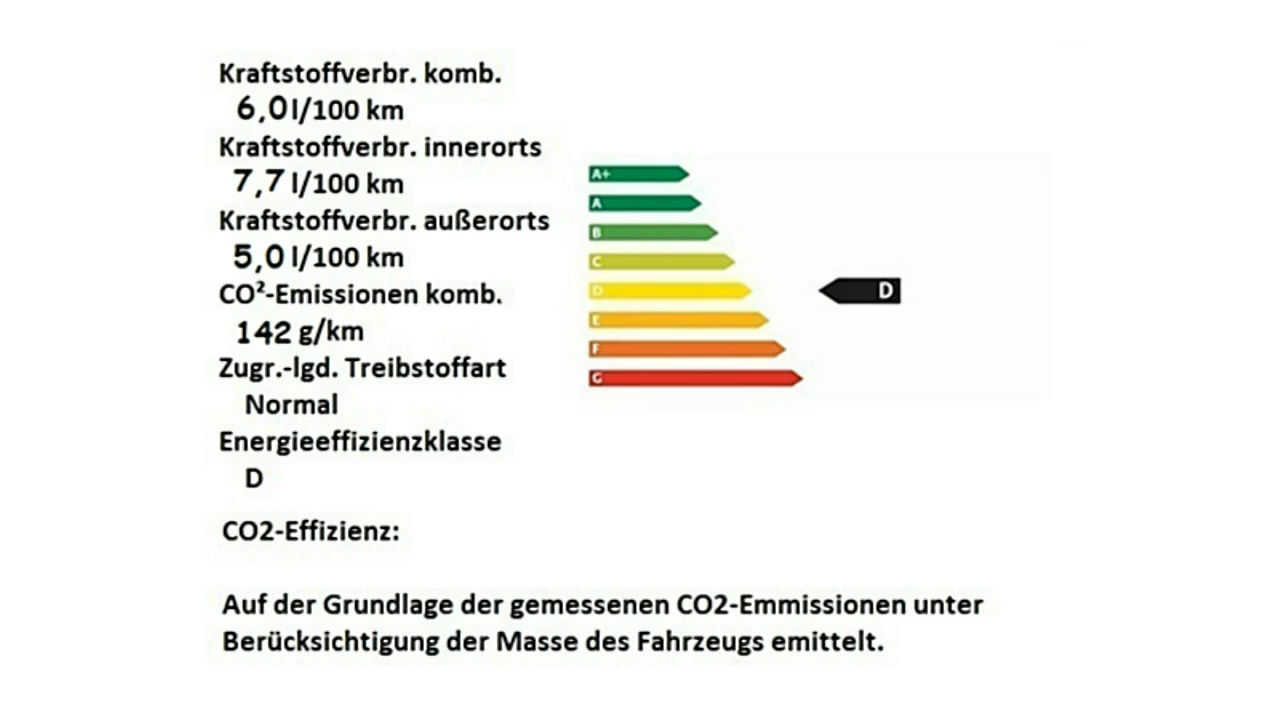 Kraftstoffverbr. komb.
6,0 l/100 km
Kraftstoffverbr. innerorts
7,7 l/100 km
Kraftstoffverbr. außerorts
5,0 l/100 km
CO²-Emissionen komb.
142 g/km
Zugr.-lgd. Treibstoffart
Normal
Energieeffizienzklasse
D
A+
A
B
C
D
D
E
F
G
CO2-Effizienz:
Auf der Grundlage der gemessenen CO2-Emmissionen unter
Berücksichtigung der Masse des Fahrzeugs emittelt.